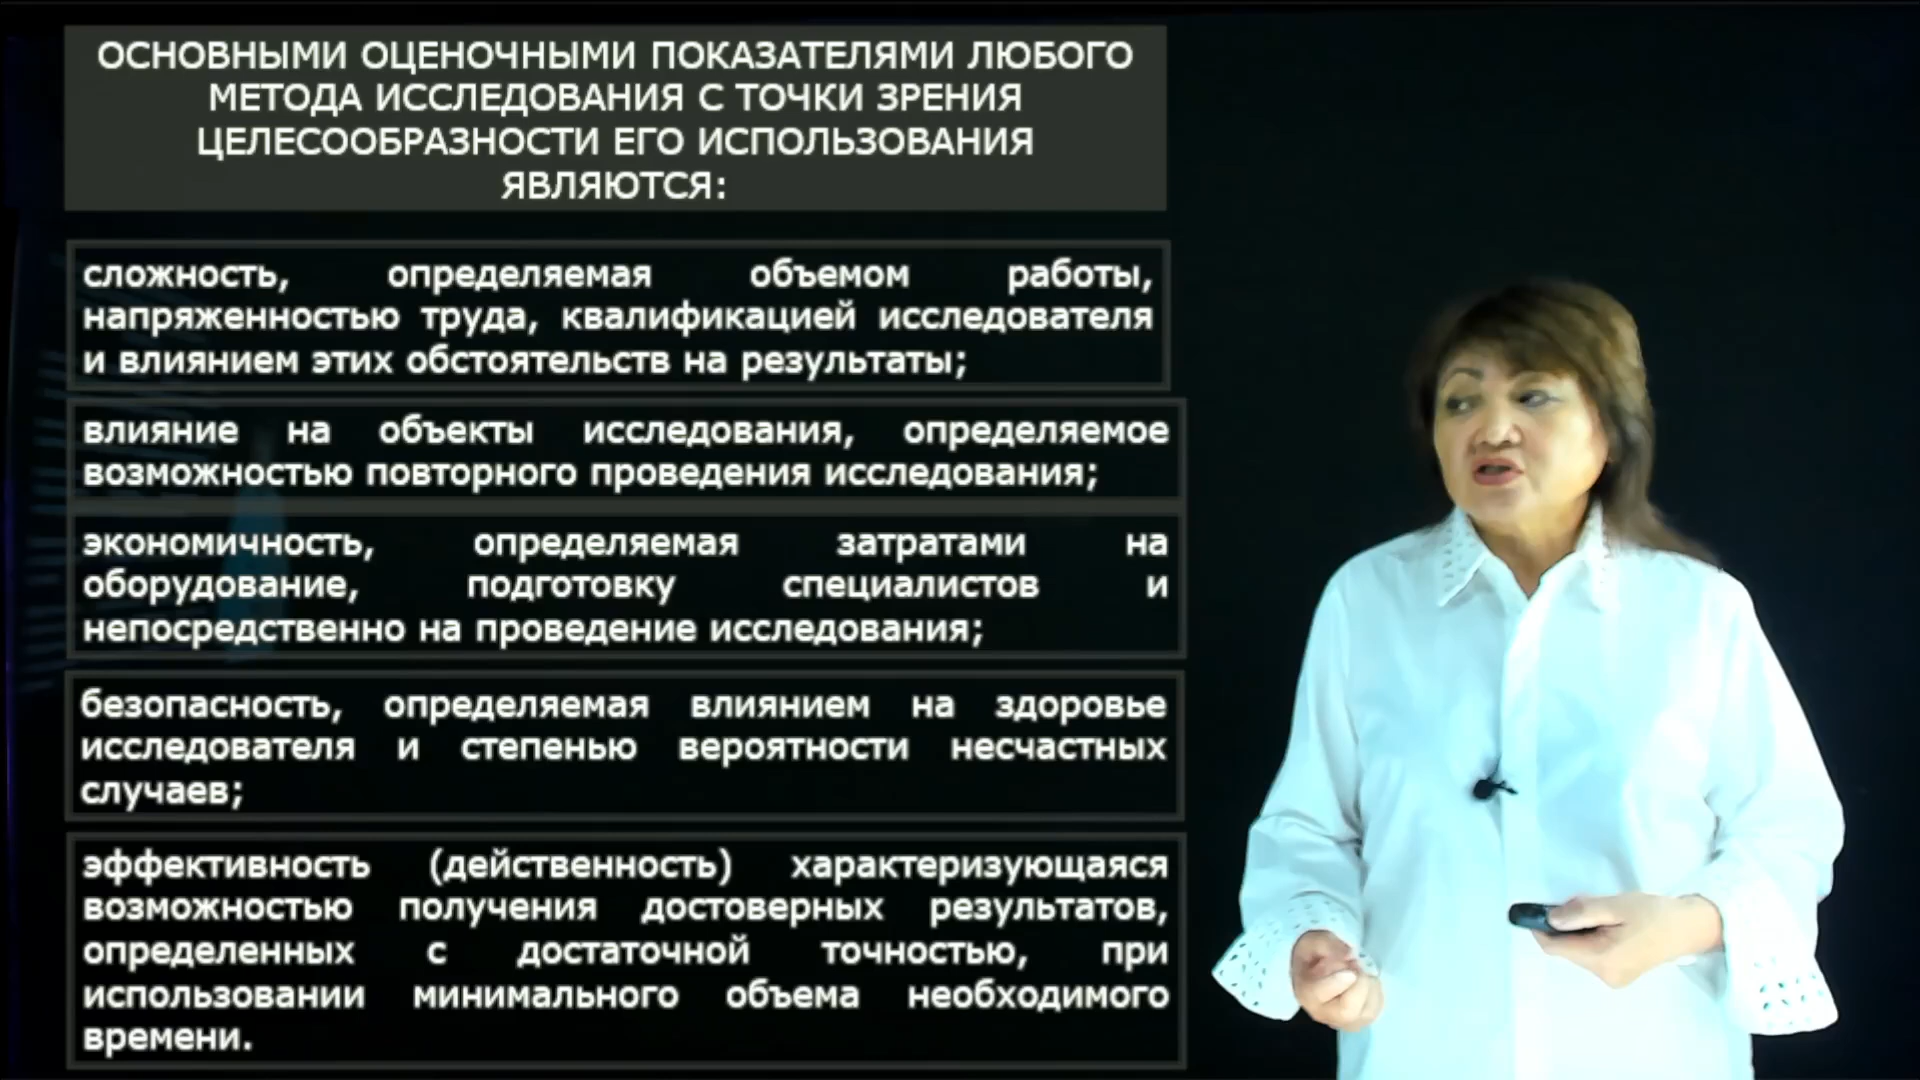 ОСНОВНЫМИ ОЦЕНОЧНЫМИ ПОКАЗАТЕЛЯМИ ЛЮБОГО
МЕТОДА ИССЛЕДОВАНИЯ С ТОЧКИ ЗРЕНИЯ
ЦЕЛЕСООБРАЗНОСТИ ЕГО ИСПОЛЬЗОВАНИЯ
ЯВЛЯЮТСЯ:
сложность, определяемая объемом работы,
напряженностью труда, квалификацией исследователя
и влиянием этих обстоятельств на результаты;
влияние на объекты исследования, определяемое
возможностью повторного проведения исследования;
экономичность, определяемая затратами на
оборудование, подготовку специалистов и
непосредственно на проведение исследования;
безопасность, определяемая влиянием на здоровье
исследователя и степенью вероятности несчастных
случаев;
эффективность (действенность) характеризующаяся
возможностью получения достоверных результатов,
определенных с достаточной точностью, при
использовании минимального объема необходимого
времени.